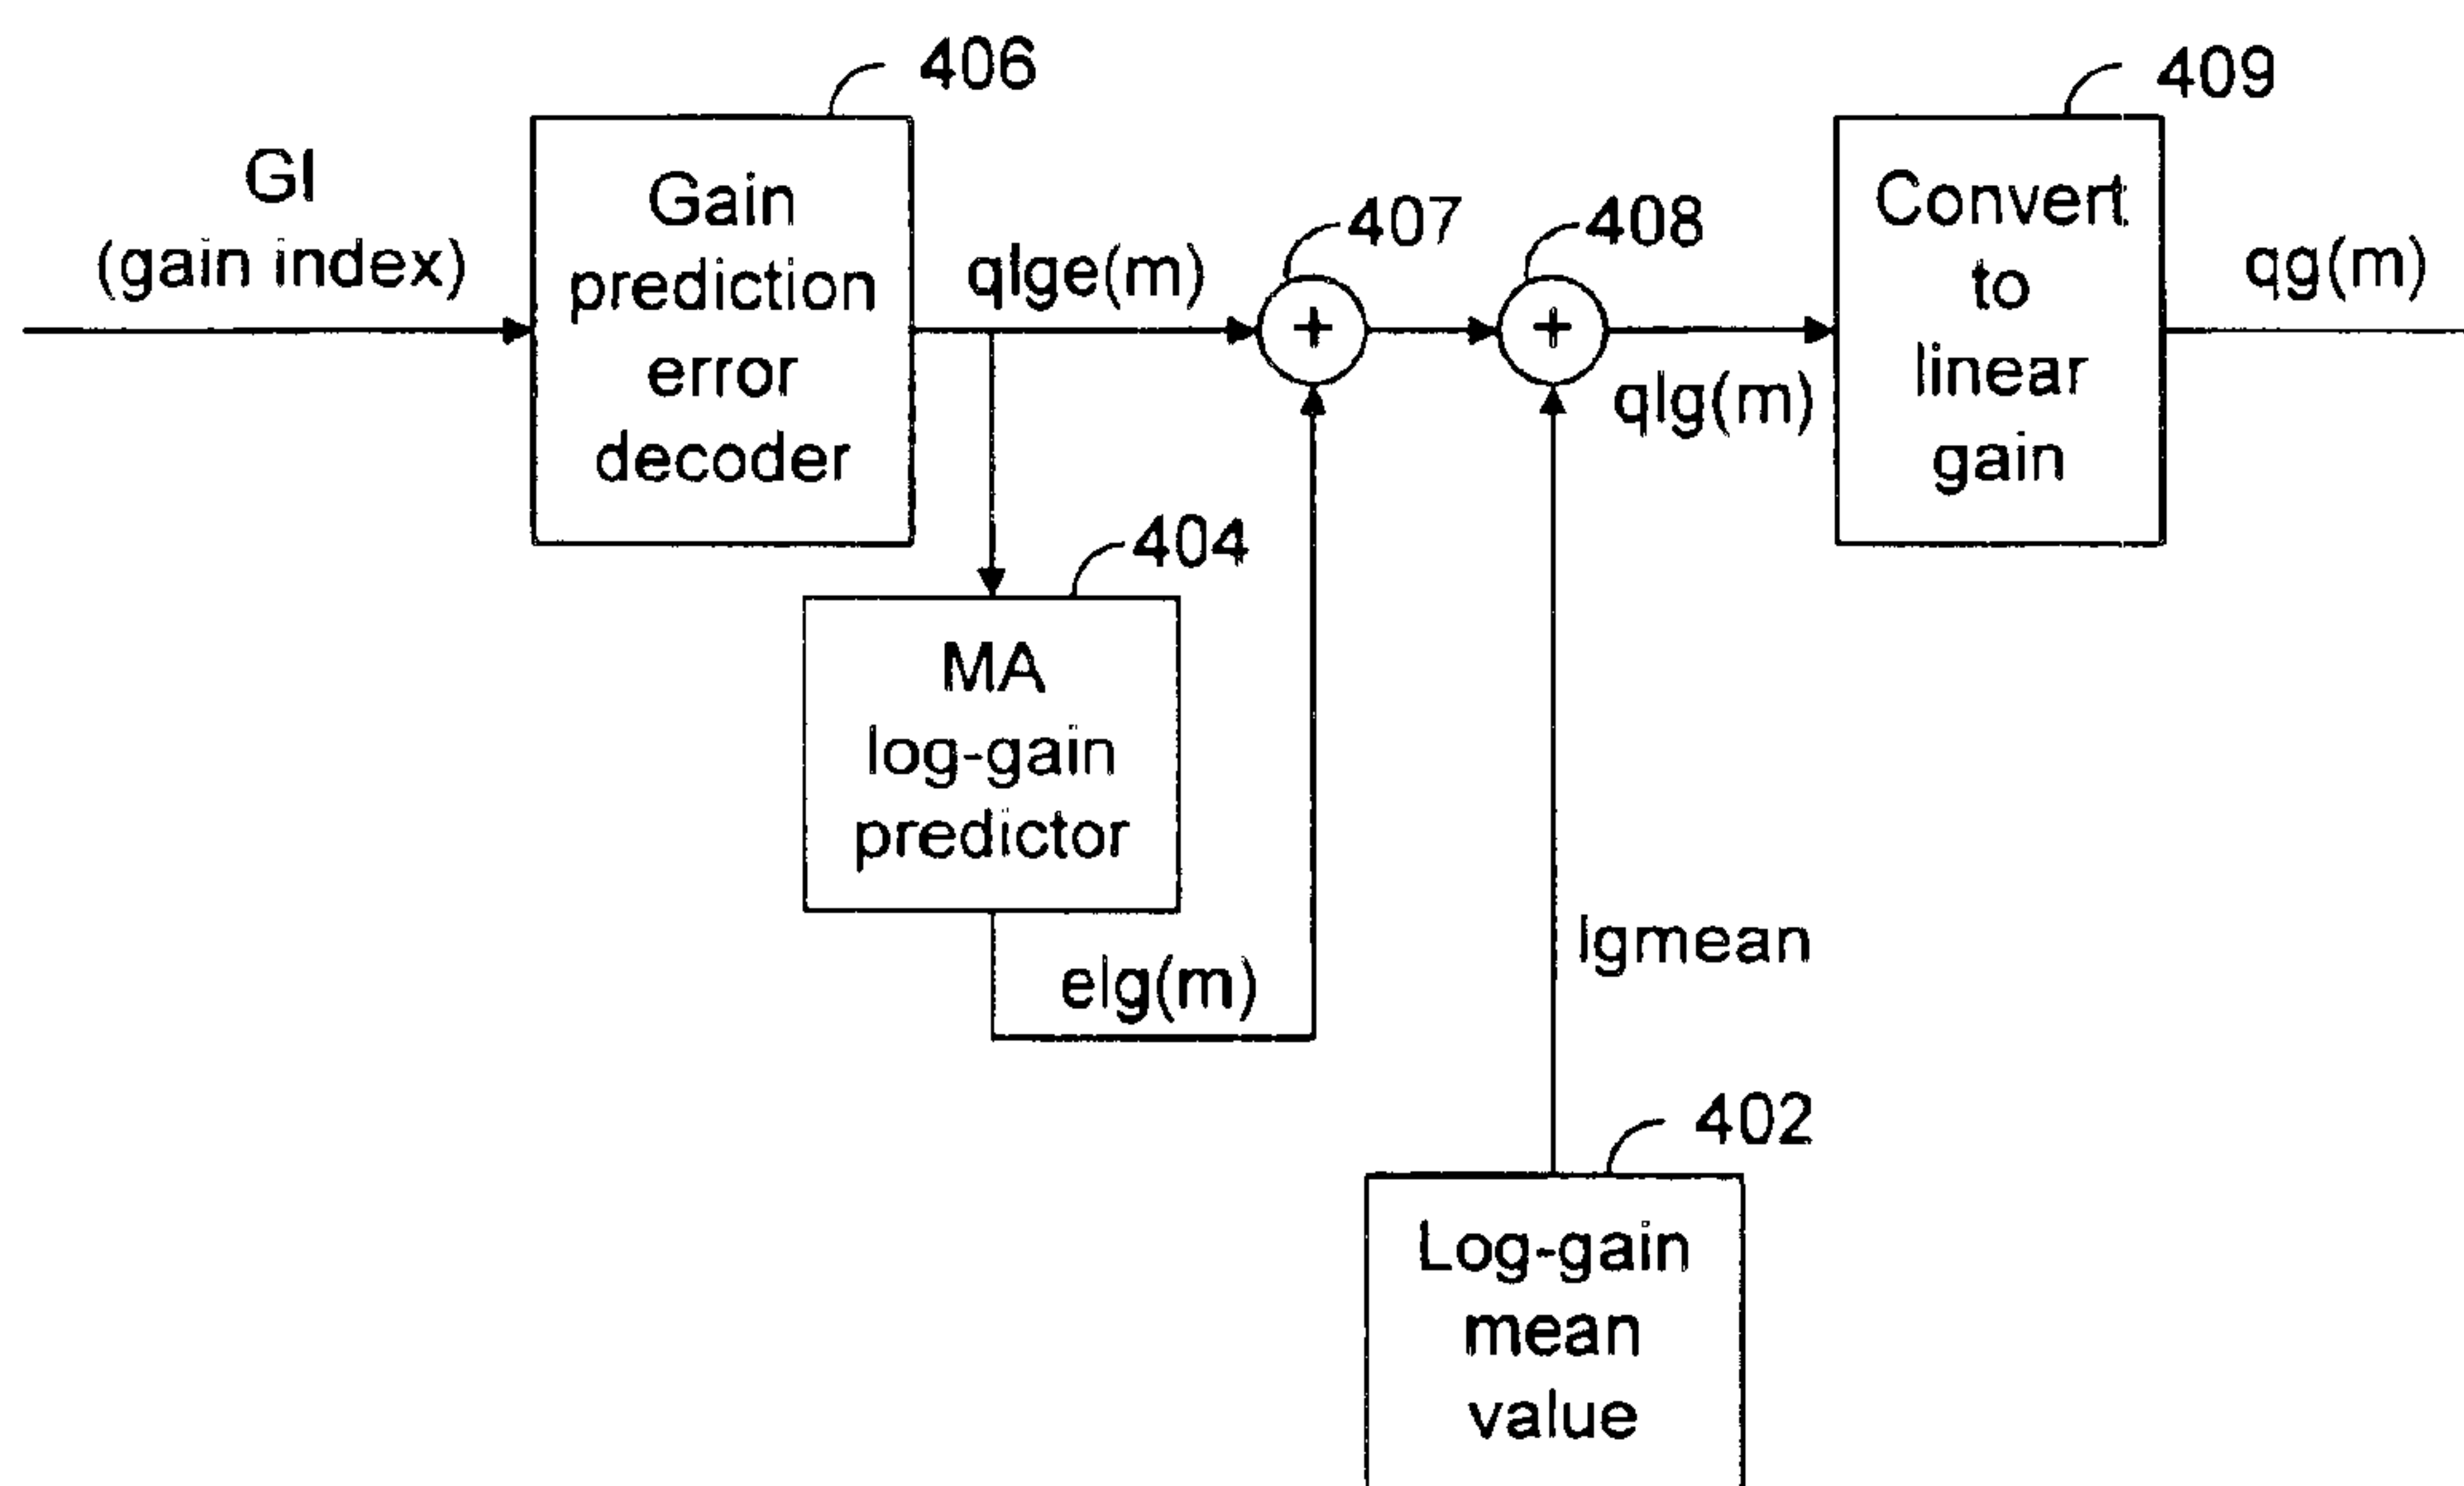 406
409
GI
(gain index)
Gain
prediction
error
decoder
qlge(m)
407
+
408
+
qlg(m)
Convert
to
linear
gain
qg(m)
404
MA
log-gain
predictor
elg(m)
lgmean
402
Log-gain
mean
value